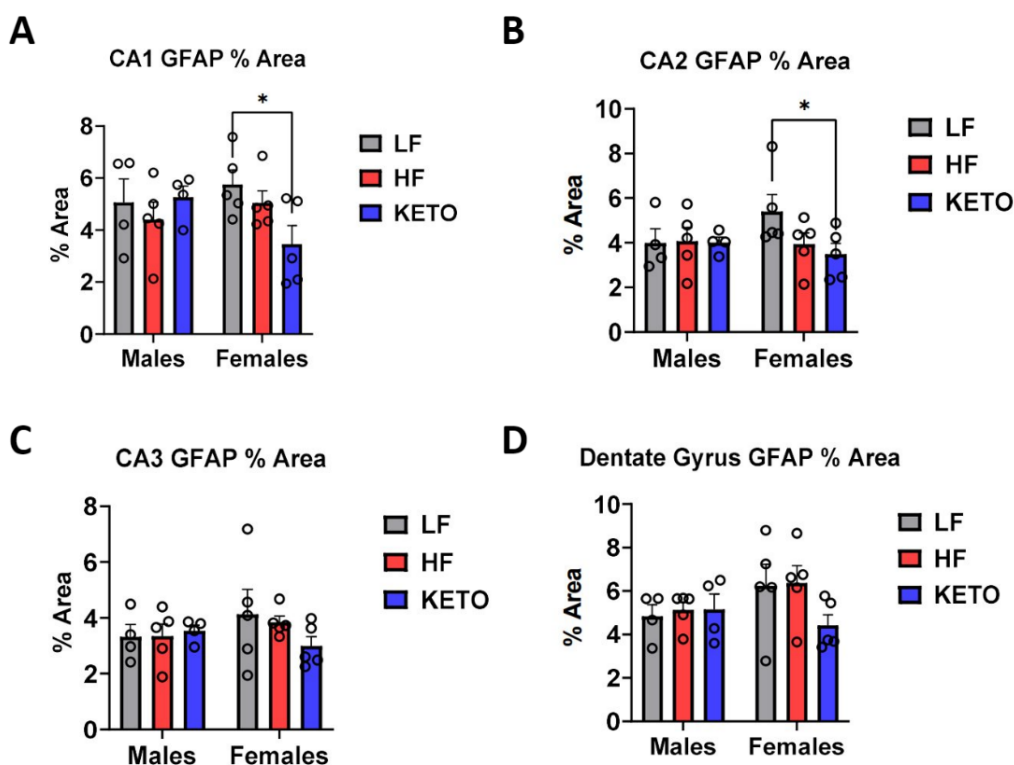 A
CA1 GFAP % Area
*
8
6
4
2
0
% Area
Males
Females
LF
HF
KETO
B
CA2 GFAP % Area
*
10
8
6
4
2
0
% Area
Males
Females
LF
HF
KETO
C
CA3 GFAP % Area
8
6
4
2
0
% Area
Males
Females
LF
HF
KETO
D
Dentate Gyrus GFAP % Area
10
8
6
4
2
0
% Area
Males
Females
LF
HF
KETO